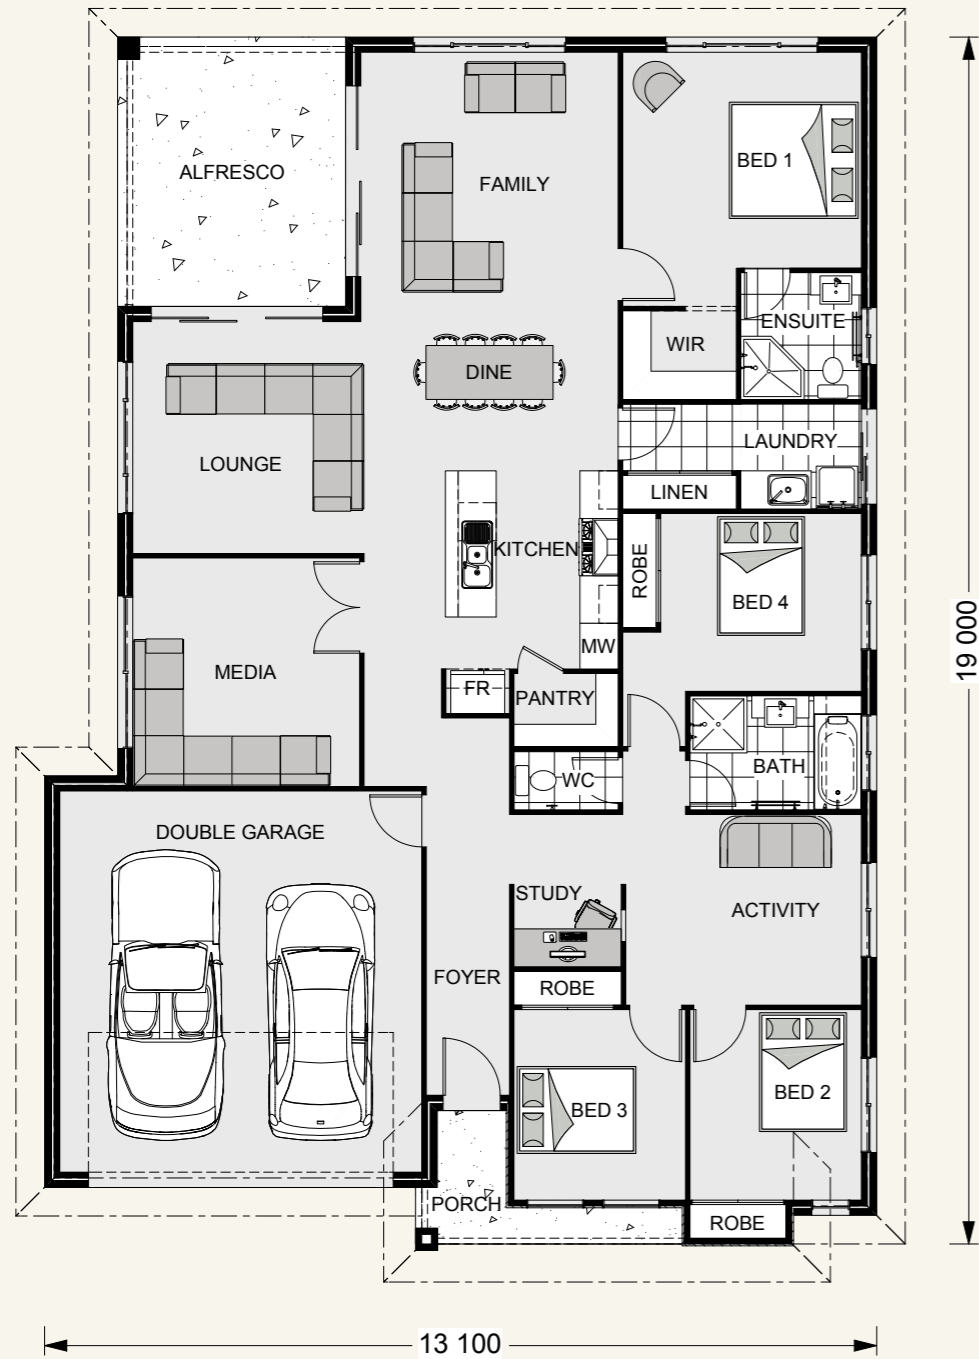 ALFRESCO
FAMILY
BED 1
ENSUITE
WIR
DINE
LAUNDRY
LOUNGE
LINEN
KITCHEN
ROBE
BED 4
MW
MEDIA
FR
PANTRY
WC
BATH
DOUBLE GARAGE
STUDY
ACTIVITY
FOYER
ROBE
BED 3
BED 2
PORCH
ROBE
19 000
13 100